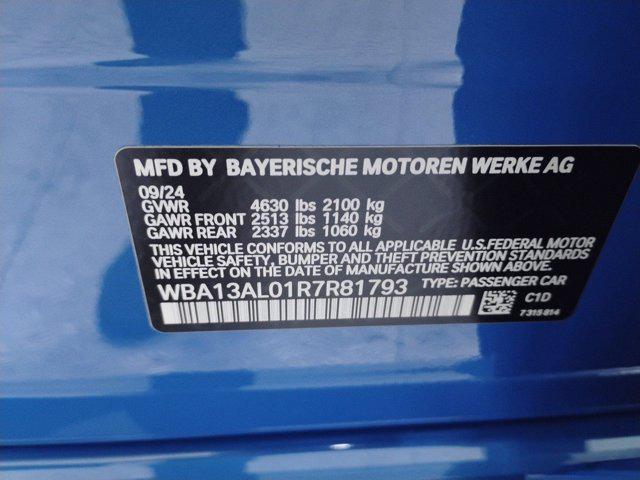 MFD BY BAYERISCHE MOTOREN WERKE AG
09/24
GVWR 4630 lbs 2100 kg
GAWR FRONT 2513 lbs 1140 kg
GAWR REAR 2337 lbs 1060 kg
THIS VEHICLE CONFORMS TO ALL APPLICABLE U.S.FEDERAL MOTOR
VEHICLE SAFETY, BUMPER AND THEFT PREVENTION STANDARDS
IN EFFECT ON THE DATE OF MANUFACTURE SHOWN ABOVE.
WBA13AL01R7R81793 TYPE: PASSENGER CAR
C1D
7315814